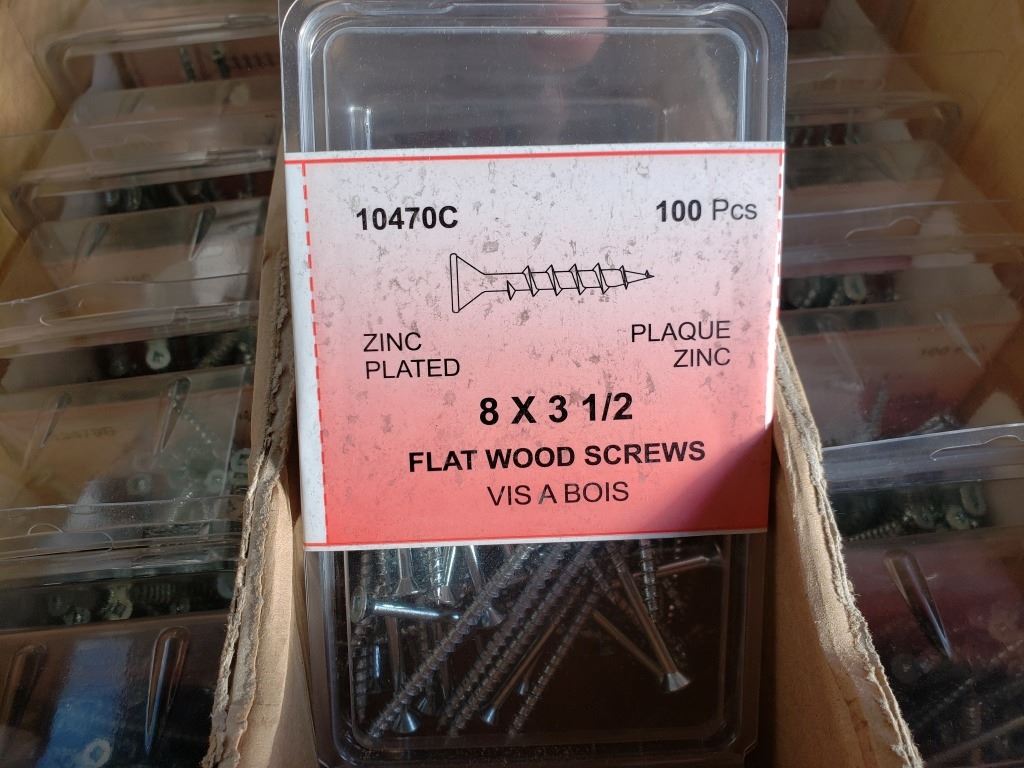 10470C
100 Pcs
ZINC
PLATED
PLAQUE
ZINC
8 X 3 1/2
FLAT WOOD SCREWS
VIS A BOIS